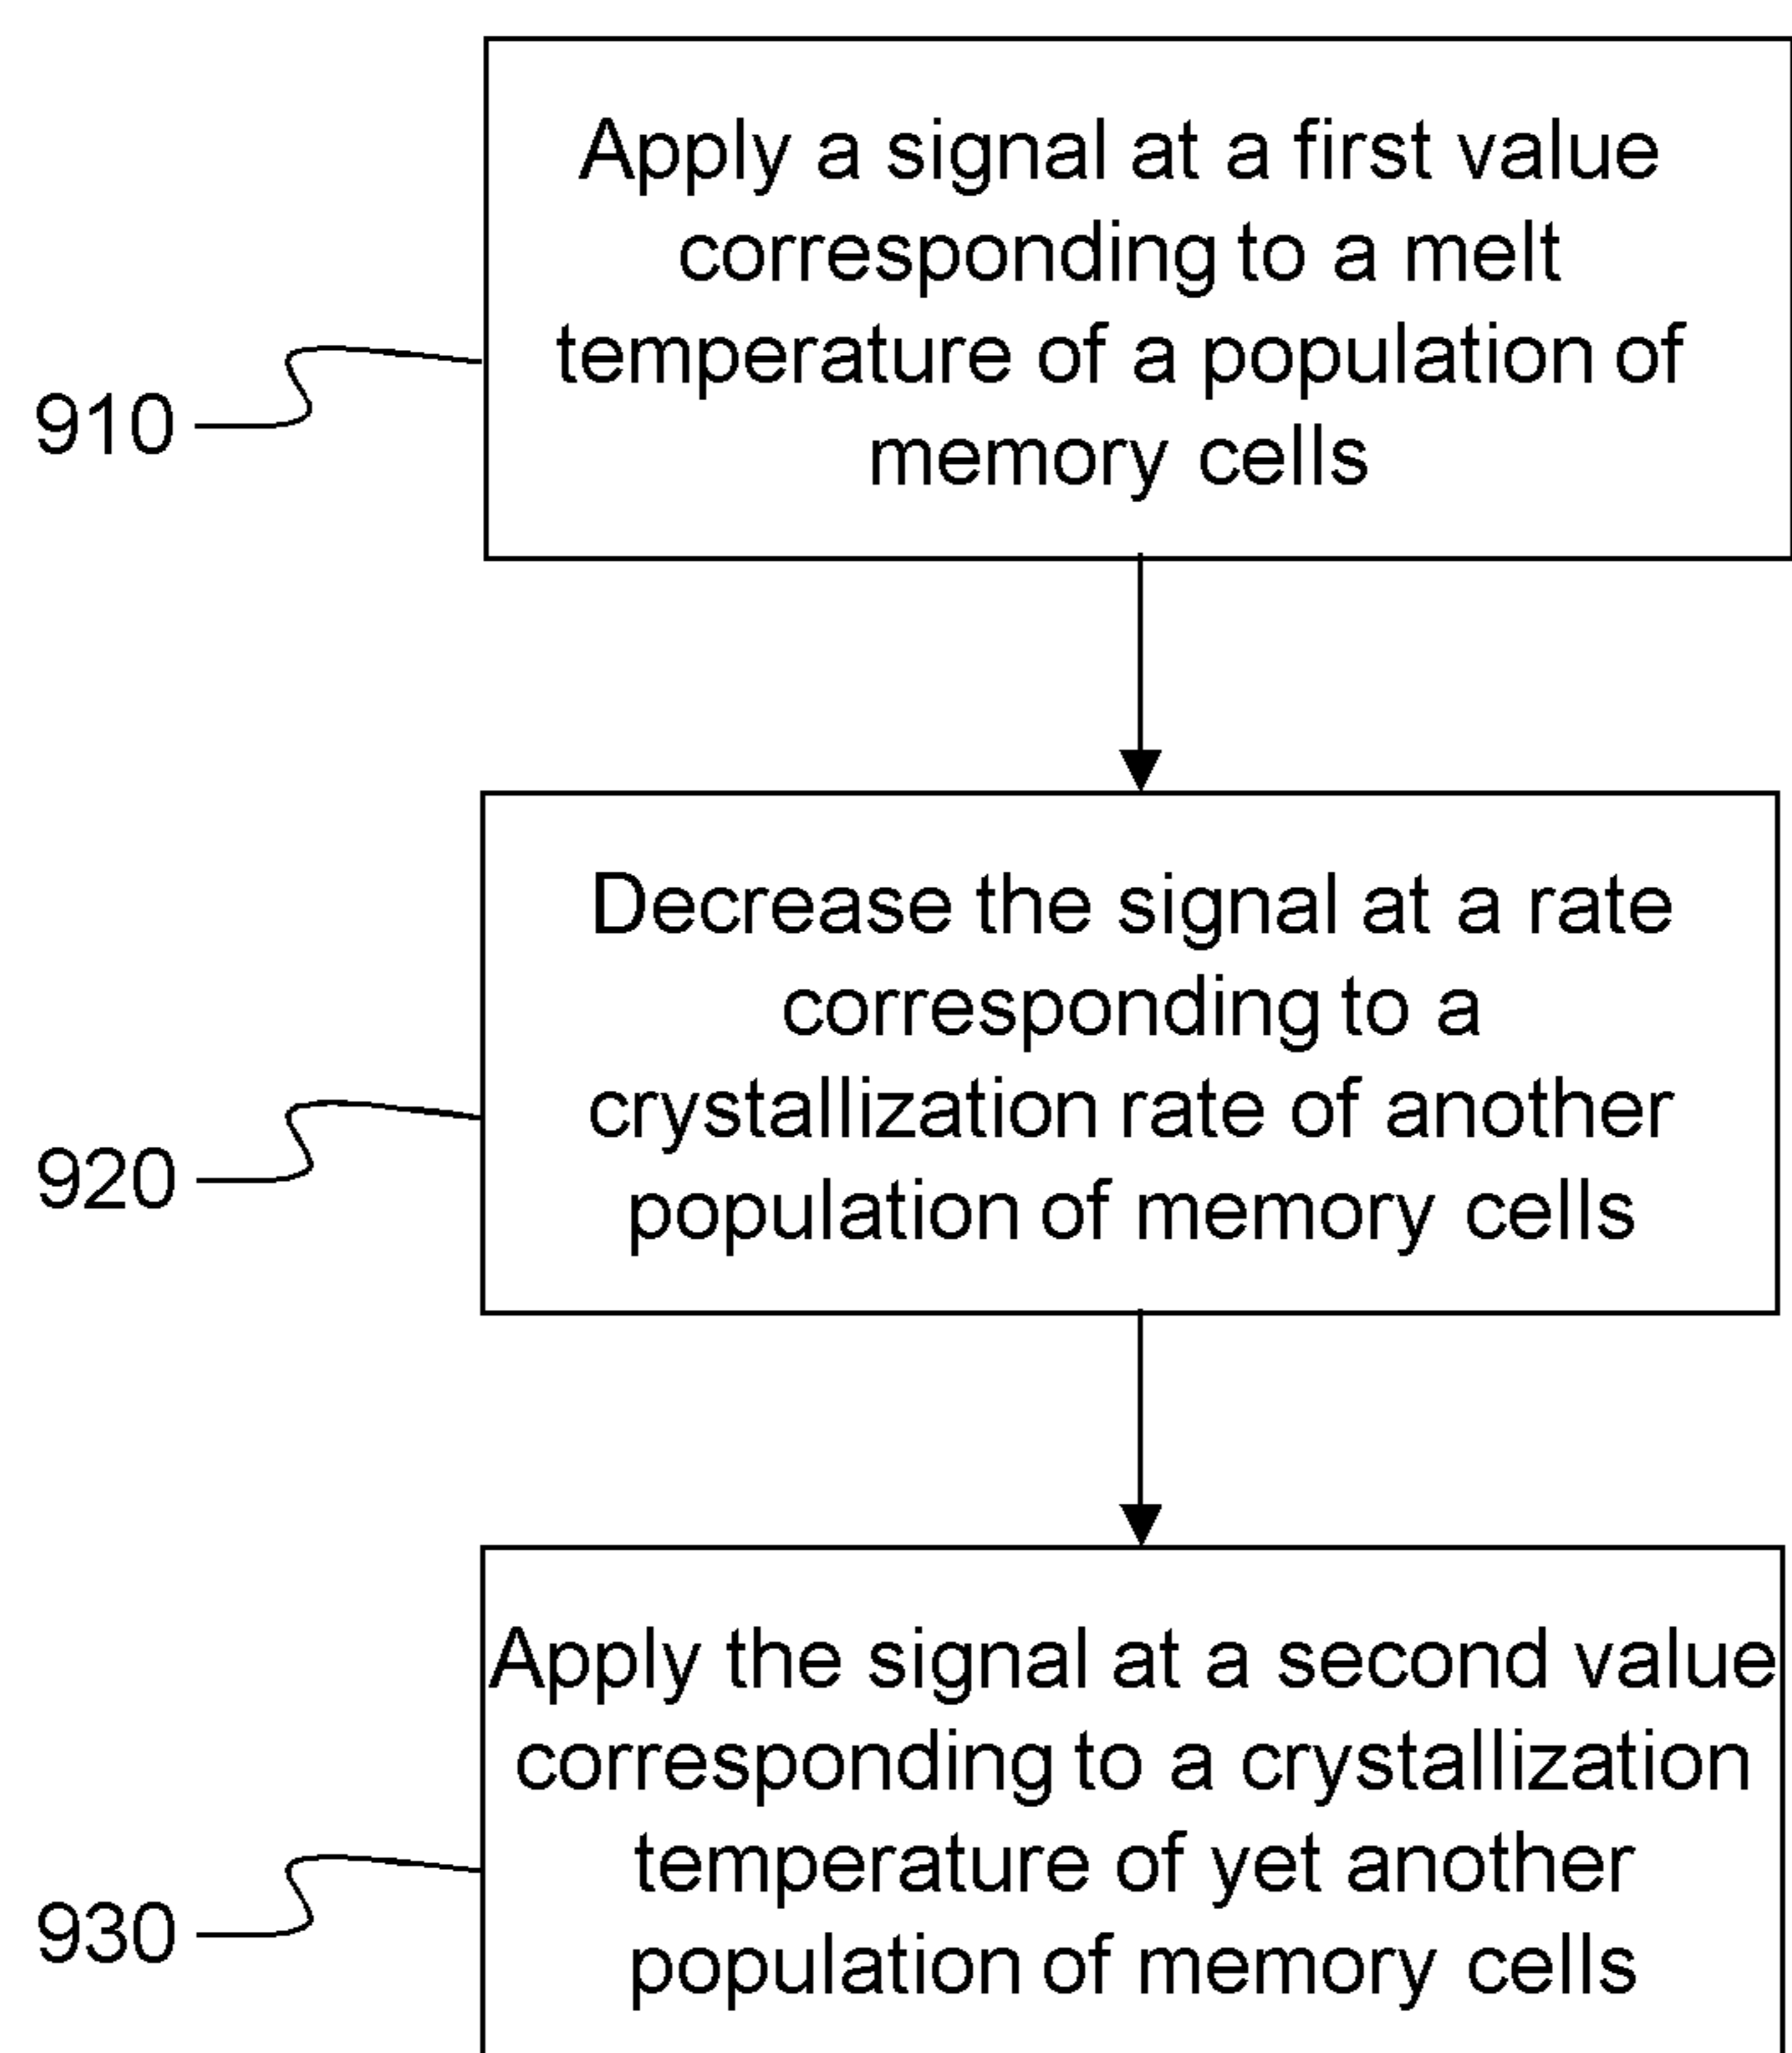 Apply a signal at a first value
corresponding to a melt
temperature of a population of
memory cells
910
Decrease the signal at a rate
corresponding to a
crystallization rate of another
population of memory cells
920
Apply the signal at a second value
corresponding to a crystallization
temperature of yet another
population of memory cells
930